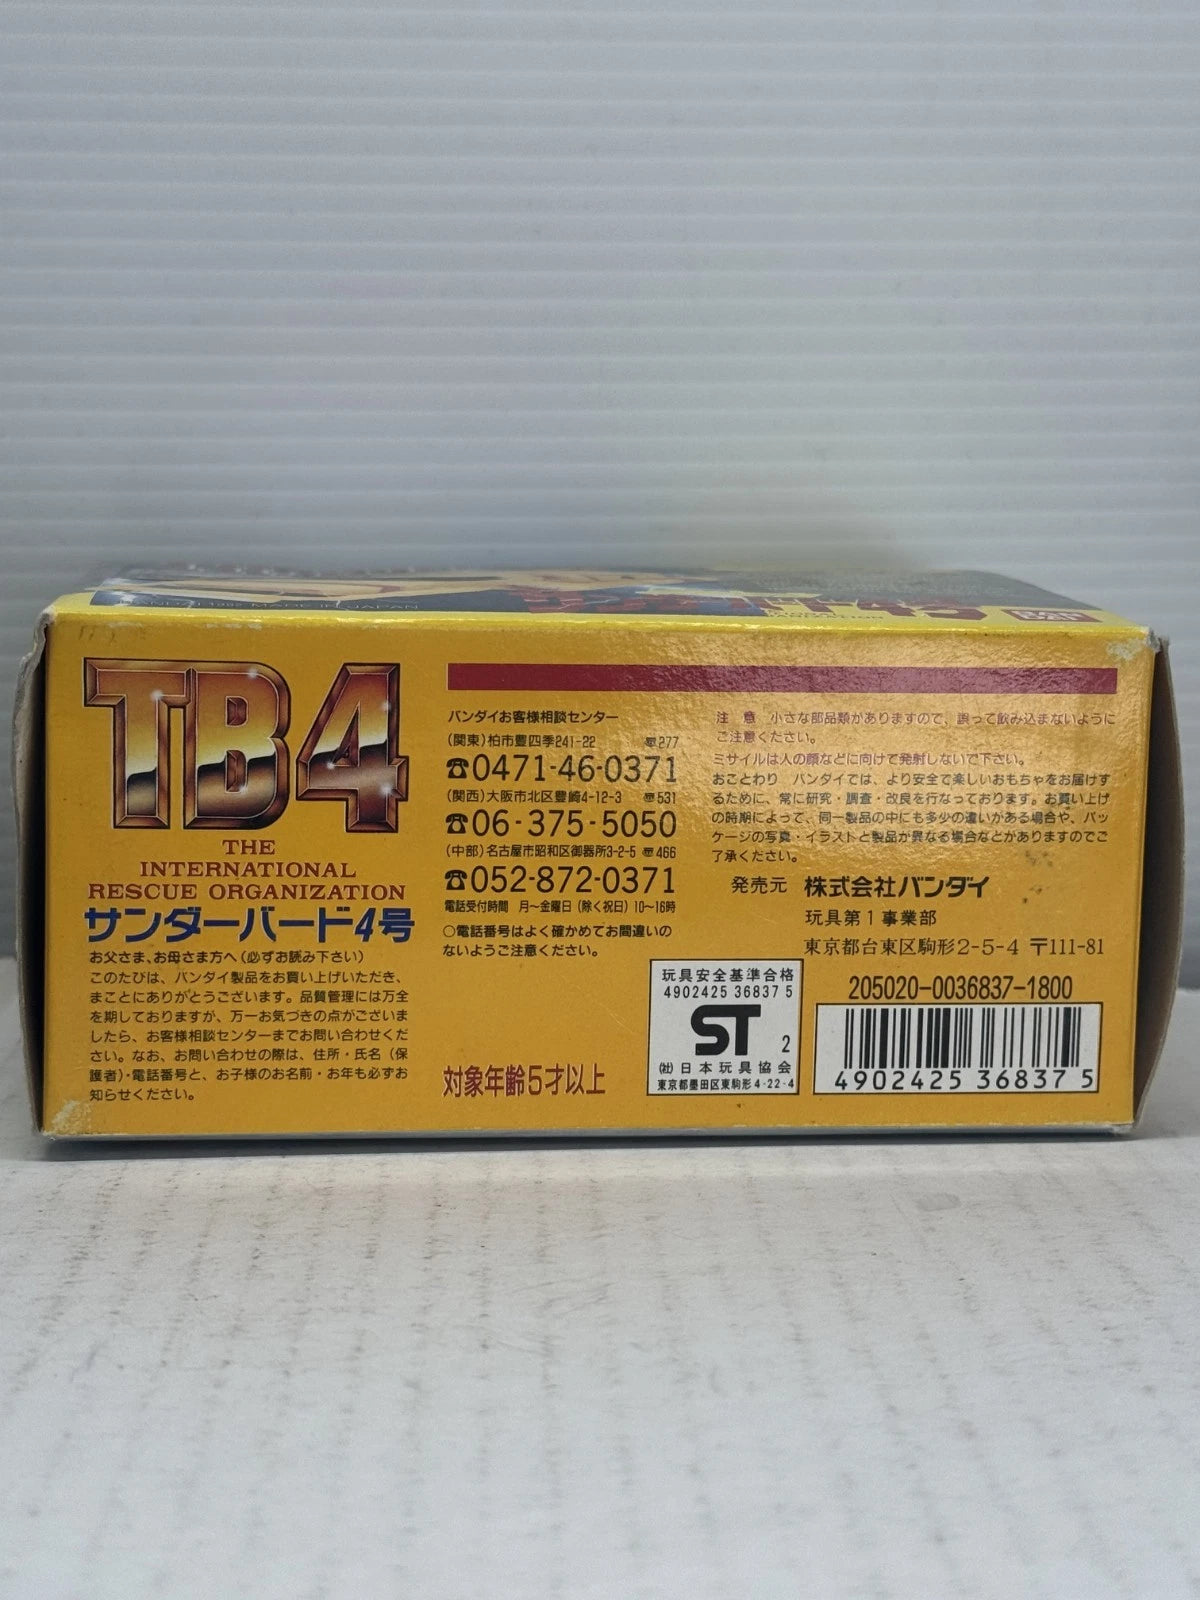 BANDAI 1992 MADE IN JAPAN
TB4
THE
INTERNATIONAL
RESCUE ORGANIZATION
サンダーバード4号
お父さま、お母さま方へ(必ずお読み下さい)
このたびは、バンダイ製品をお買い上げいただき、
まことにありがとうございます。品質管理には万全
を期しておりますが、万一お気づきの点がございま
したら、お客様相談センターまでお問い合わせくだ
さい。なお、お問い合わせの際は、住所・氏名(保
護者)・電話番号と、お子様のお名前・お年も必ずお
知らせください。
バンダイお客様相談センター
(関東)柏市豊四季241-22 〠277
☎0471-46-0371
(関西)大阪市北区豊崎4-12-3 〠531
☎06-375-5050
(中部)名古屋市昭和区御器所3-2-5 〠466
☎052-872-0371
電話受付時間 月〜金曜日(除く祝日)10〜16時
○電話番号はよく確かめてお間違いの
ないようご注意ください。
対象年齢5才以上
注 意 小さな部品類がありますので、誤って飲み込まないように
ご注意ください。
ミサイルは人の顔などに向けて発射しないで下さい。
おことわり バンダイでは、より安全で楽しいおもちゃをお届けす
るために、常に研究・調査・改良を行なっております。お買い上げ
の時期によって、同一製品の中にも多少の違いがある場合や、パッ
ケージの写真・イラストと製品が異なる場合などがありますのでご
了承ください。
発売元 株式会社バンダイ
玩具第1事業部
東京都台東区駒形2-5-4 〒111-81
玩具安全基準合格
4902425 36837 5
ST 2
(社)日本玩具協会
東京都墨田区東駒形4-22-4
205020-0036837-1800
4902425 368375